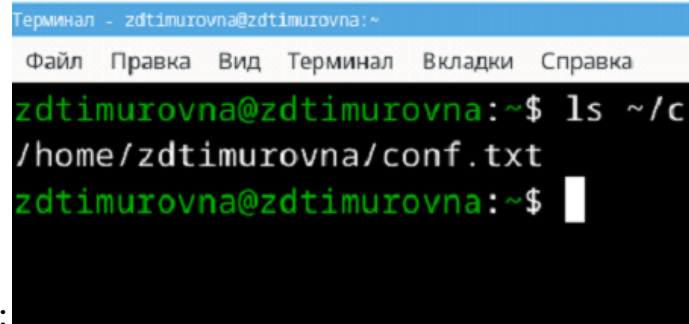 Терминал - zdtimurovna@zdtimurovna:~
Файл Правка Вид Терминал Вкладки Справка
zdtimurovna@zdtimurovna:~$ ls ~/c
/home/zdtimurovna/conf.txt
zdtimurovna@zdtimurovna:~$
: